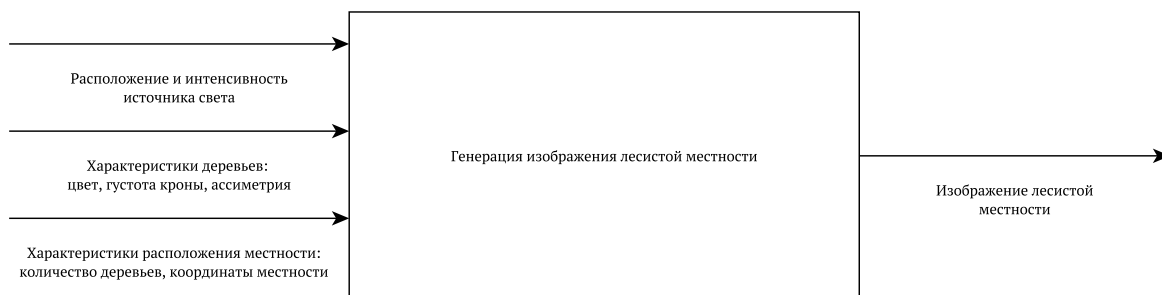 Расположение и интенсивность
источника света
Характеристики деревьев:
цвет, густота кроны, ассиметрия
Характеристики расположения местности:
количество деревьев, координаты местности
Генерация изображения лесистой местности
Изображение лесистой
местности